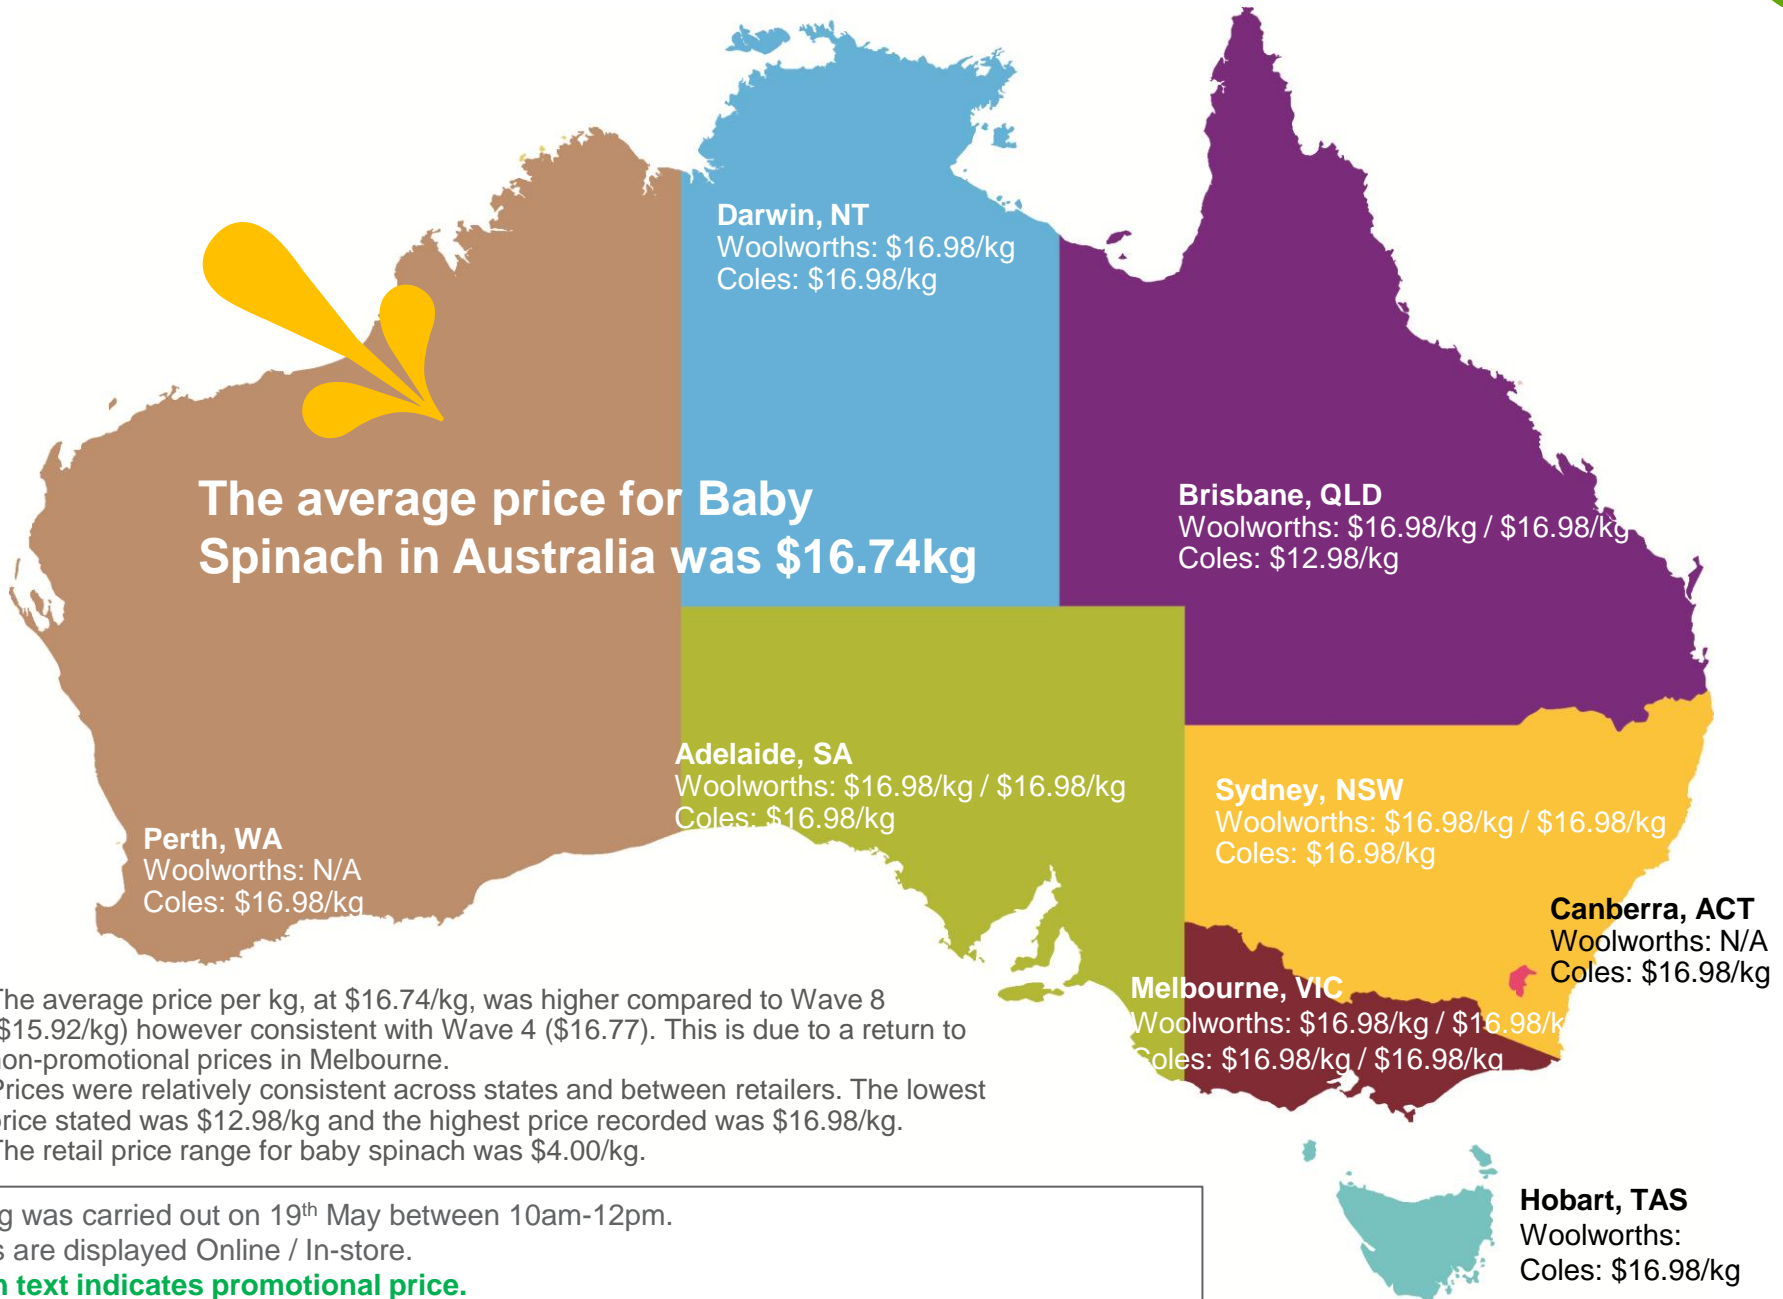 Darwin, NT
Woolworths: $16.98/kg
Coles: $16.98/kg
The average price for Baby
Spinach in Australia was $16.74kg
Brisbane, QLD
Woolworths: $16.98/kg / $16.98/kg
Coles: $12.98/kg
Adelaide, SA
Woolworths: $16.98/kg / $16.98/kg
Coles: $16.98/kg
Sydney, NSW
Woolworths: $16.98/kg / $16.98/kg
Coles: $16.98/kg
Perth, WA
Woolworths: N/A
Coles: $16.98/kg
Canberra, ACT
Woolworths: N/A
Coles: $16.98/kg
Melbourne, VIC
Woolworths: $16.98/kg / $16.98/k
Coles: $16.98/kg / $16.98/kg
The average price per kg, at $16.74/kg, was higher compared to Wave 8
($15.92/kg) however consistent with Wave 4 ($16.77). This is due to a return to
non-promotional prices in Melbourne.
Prices were relatively consistent across states and between retailers. The lowest
price stated was $12.98/kg and the highest price recorded was $16.98/kg.
The retail price range for baby spinach was $4.00/kg.
g was carried out on 19th May between 10am-12pm.
s are displayed Online / In-store.
n text indicates promotional price.
Hobart, TAS
Woolworths:
Coles: $16.98/kg